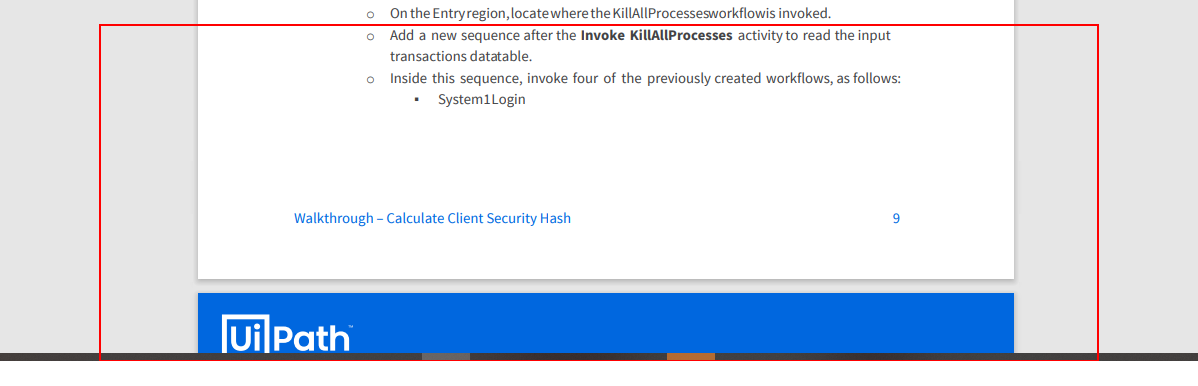 ○ On the Entry region, locate where the KillAllProcesses workflow is invoked.
○ Add a new sequence after the Invoke KillAllProcesses activity to read the input
transactions datatable.
○ Inside this sequence, invoke four of the previously created workflows, as follows:
▪ System1Login
Walkthrough – Calculate Client Security Hash 9
UiPath™